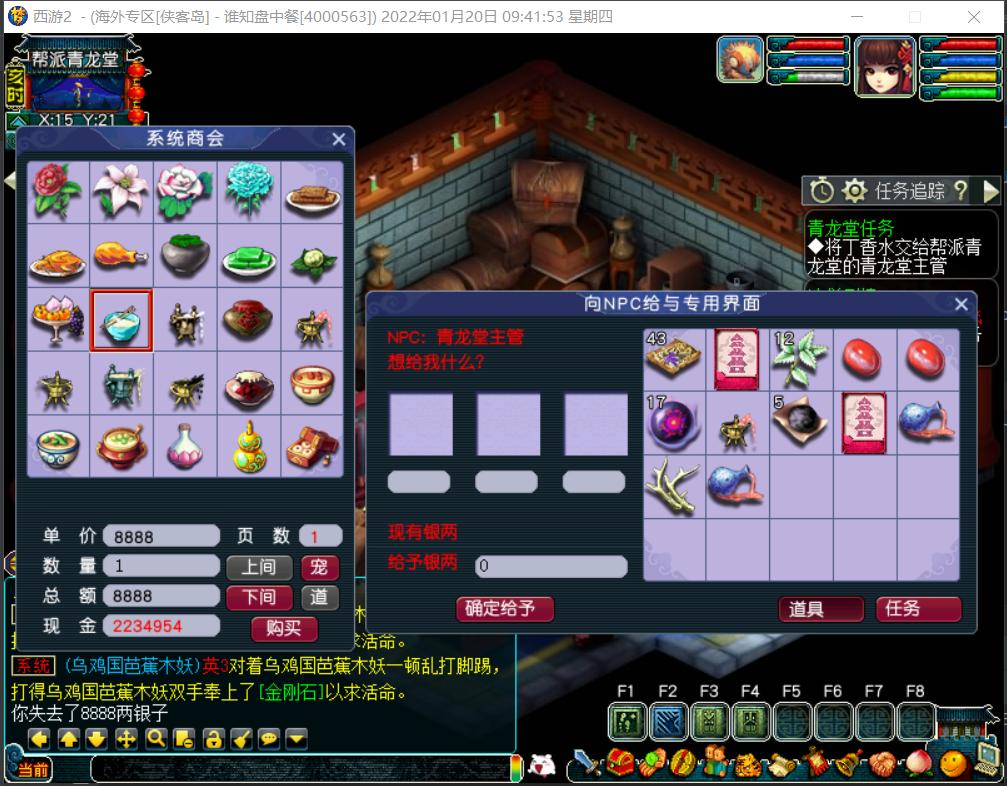 西游2 - (海外专区[侠客岛] - 谁知盘中餐[4000563]) 2022年01月20日 09:41:53 星期四
帮派青龙堂
亥时
X:15 Y:21
系统商会
任务追踪 ?
青龙堂任务
◆将丁香水交给帮派青
龙堂的青龙堂主管
向NPC给与专用界面
NPC: 青龙堂主管
想给我什么?
43
12
17
5
现有银两
给予银两 0
确定给予
道具
任务
单价 8888
页数 1
数量 1
上间
宠
总额 8888
下间
道
现金 2234954
购买
求活命。
[系统] (乌鸡国芭蕉木妖)英3对着乌鸡国芭蕉木妖一顿乱打脚踢，
打得乌鸡国芭蕉木妖双手奉上了[金刚石]以求活命。
你失去了8888两银子
F1 F2 F3 F4 F5 F6 F7 F8
当前